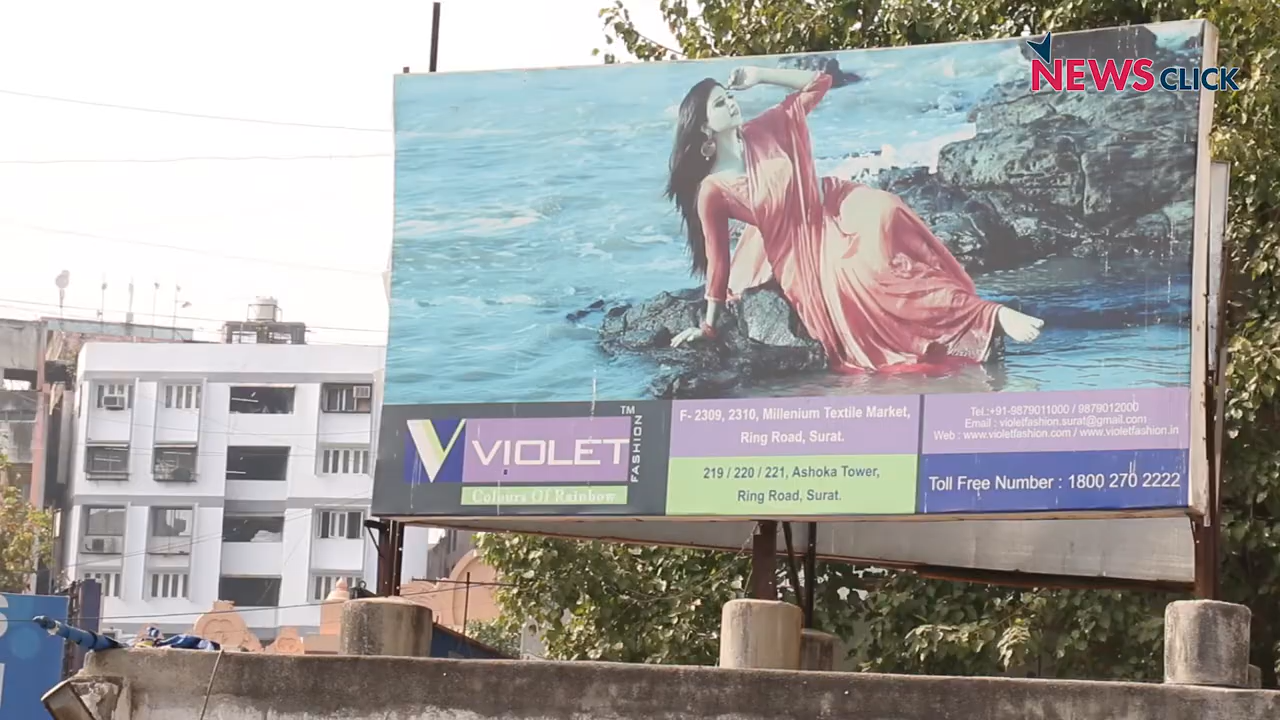 NEWSCLICK
VIOLET
FASHION
TM
Colours Of Rainbow
F- 2309, 2310, Millenium Textile Market,
Ring Road, Surat.
219 / 220 / 221, Ashoka Tower,
Ring Road, Surat.
Tel.:+91-9879011000 / 9879012000
Email : violetfashion.surat@gmail.com
Web : www.violetfashion.com / www.violetfashion.in
Toll Free Number : 1800 270 2222